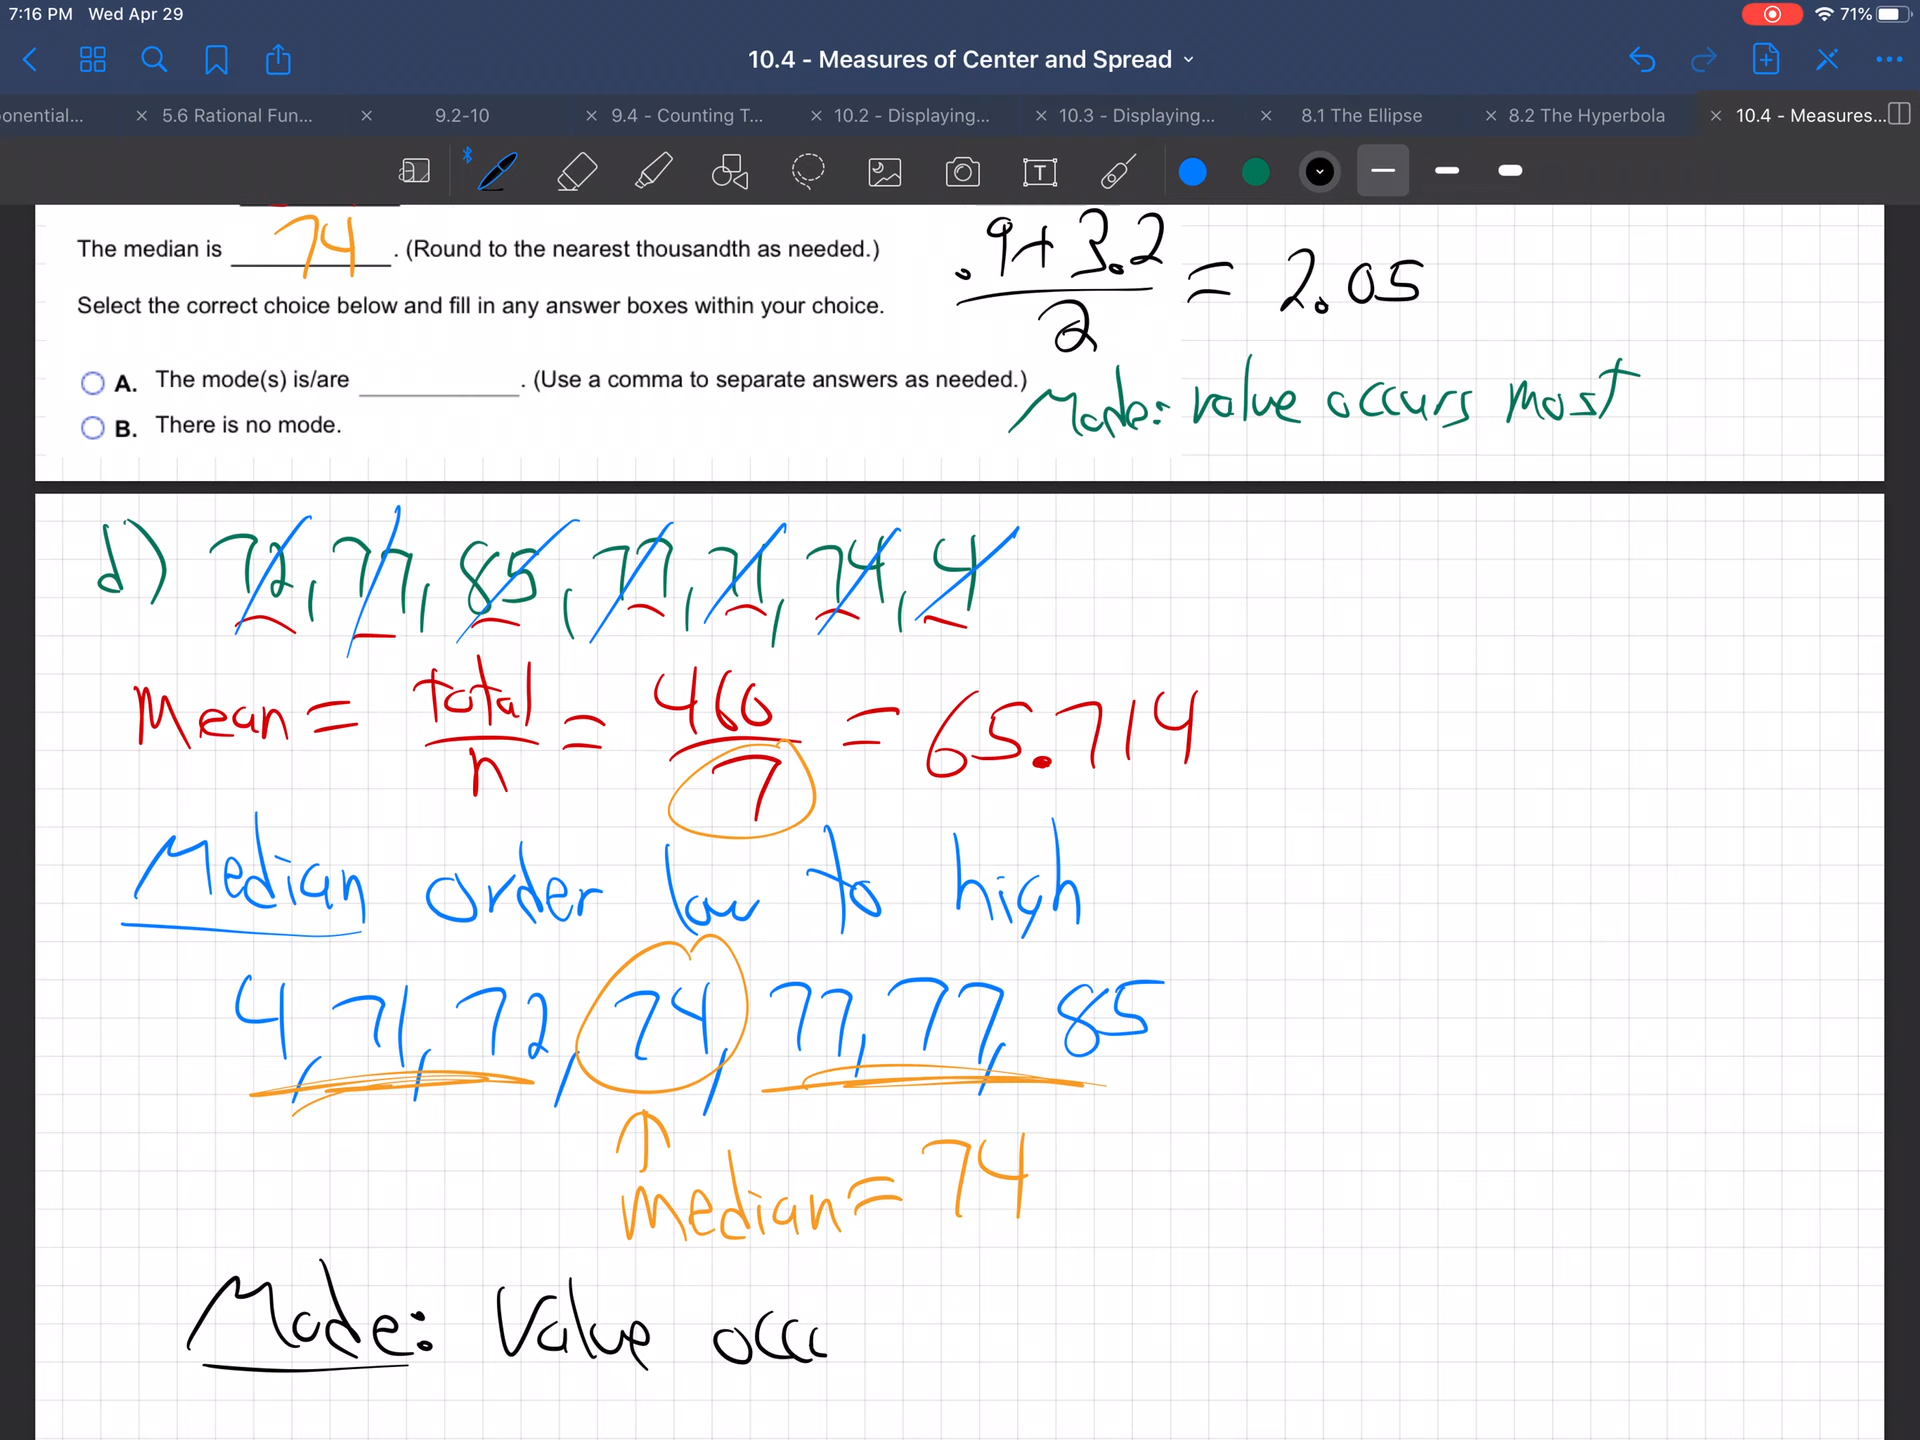 7:16 PM Wed Apr 29 71%
10.4 - Measures of Center and Spread
onential... 5.6 Rational Fun... 9.2-10 9.4 - Counting T... 10.2 - Displaying... 10.3 - Displaying... 8.1 The Ellipse 8.2 The Hyperbola 10.4 - Measures...
The median is 74. (Round to the nearest thousandth as needed.)
.9+3.2/2 = 2.05
Select the correct choice below and fill in any answer boxes within your choice.
A. The mode(s) is/are ________. (Use a comma to separate answers as needed.)
Mode: value occurs most
B. There is no mode.
d) 72, 77, 85, 77, 71, 74, 4
Mean = total/n = 460/7 = 65.714
Median order low to high
4, 71, 72, 74, 77, 77, 85
↑
median = 74
Mode: Value occu